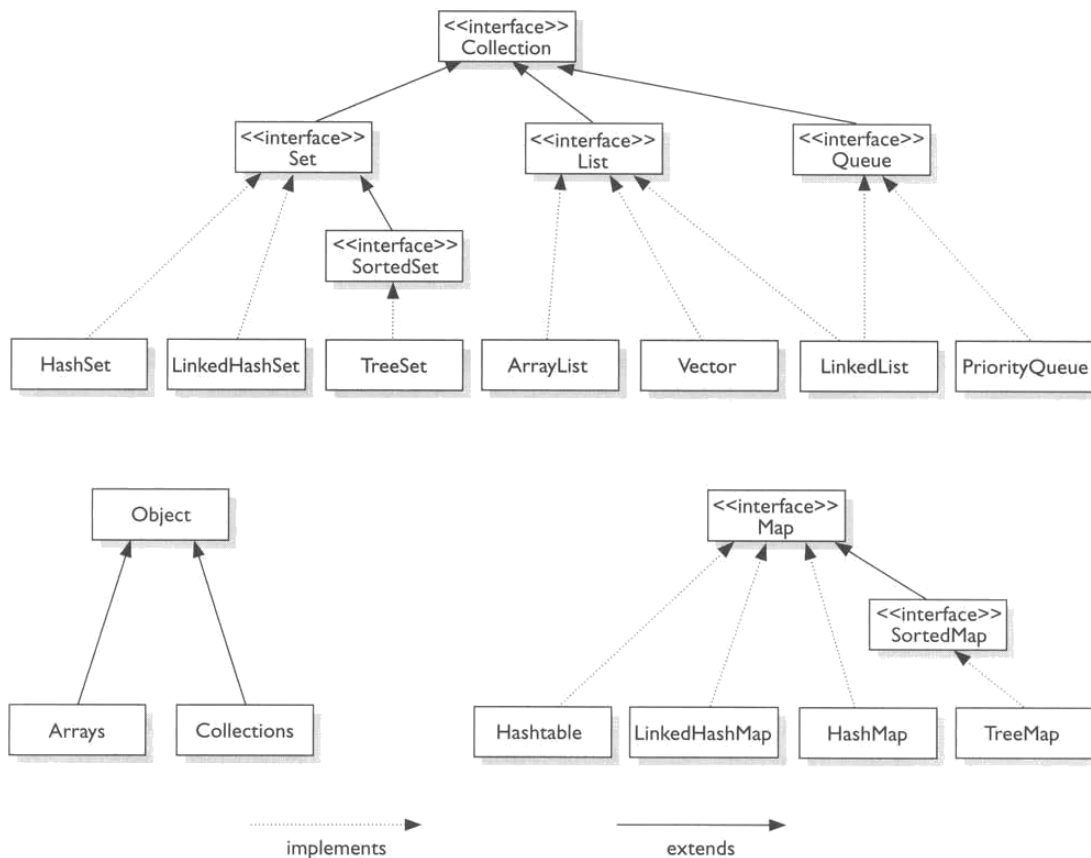 <<interface>>
Collection
<<interface>>
Set
<<interface>>
List
<<interface>>
Queue
<<interface>>
SortedSet
HashSet
LinkedHashSet
TreeSet
ArrayList
Vector
LinkedList
PriorityQueue
Object
<<interface>>
Map
<<interface>>
SortedMap
Arrays
Collections
Hashtable
LinkedHashMap
HashMap
TreeMap
implements
extends